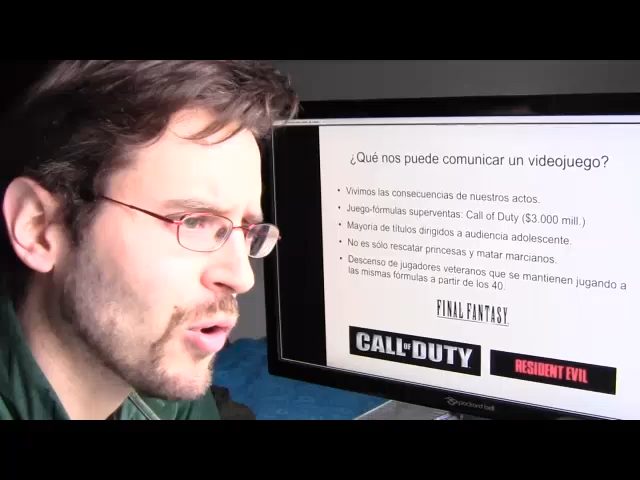 ¿Qué nos puede comunicar un videojuego?
• Vivimos las consecuencias de nuestros actos.
• Juego-fórmulas superventas: Call of Duty ($3.000 mill.)
• Mayoría de títulos dirigidos a audiencia adolescente.
• No es sólo rescatar princesas y matar marcianos.
• Descenso de jugadores veteranos que se mantienen jugando a
las mismas fórmulas a partir de los 40.
FINAL FANTASY
CALL OF DUTY
RESIDENT EVIL
packard bell